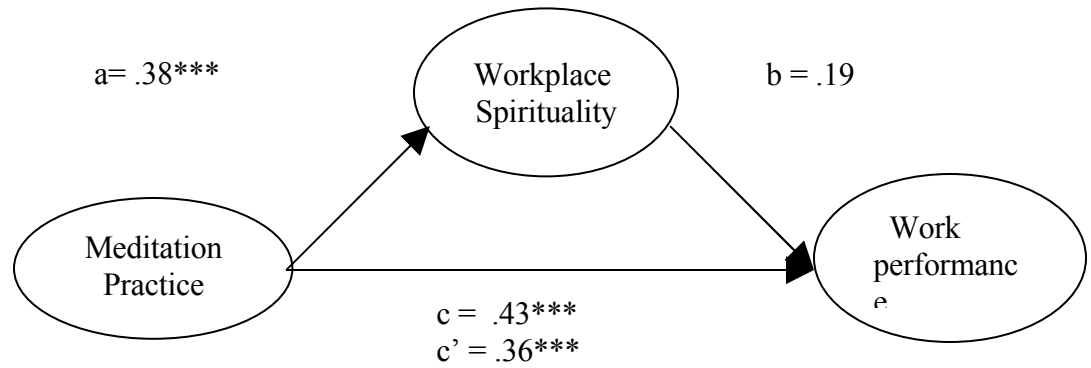 a= .38***
Workplace
Spirituality
b = .19
Meditation
Practice
Work
performanc
e
c = .43***
c’ = .36***